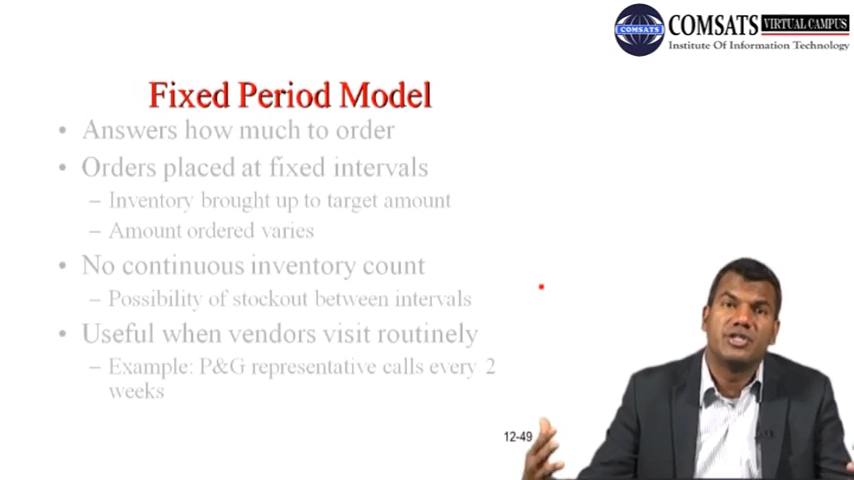 COMSATS
COMSATS VIRTUAL CAMPUS
Institute Of Information Technology
Fixed Period Model
• Answers how much to order
• Orders placed at fixed intervals
– Inventory brought up to target amount
– Amount ordered varies
• No continuous inventory count
– Possibility of stockout between intervals
• Useful when vendors visit routinely
– Example: P&G representative calls every 2
weeks
12-49